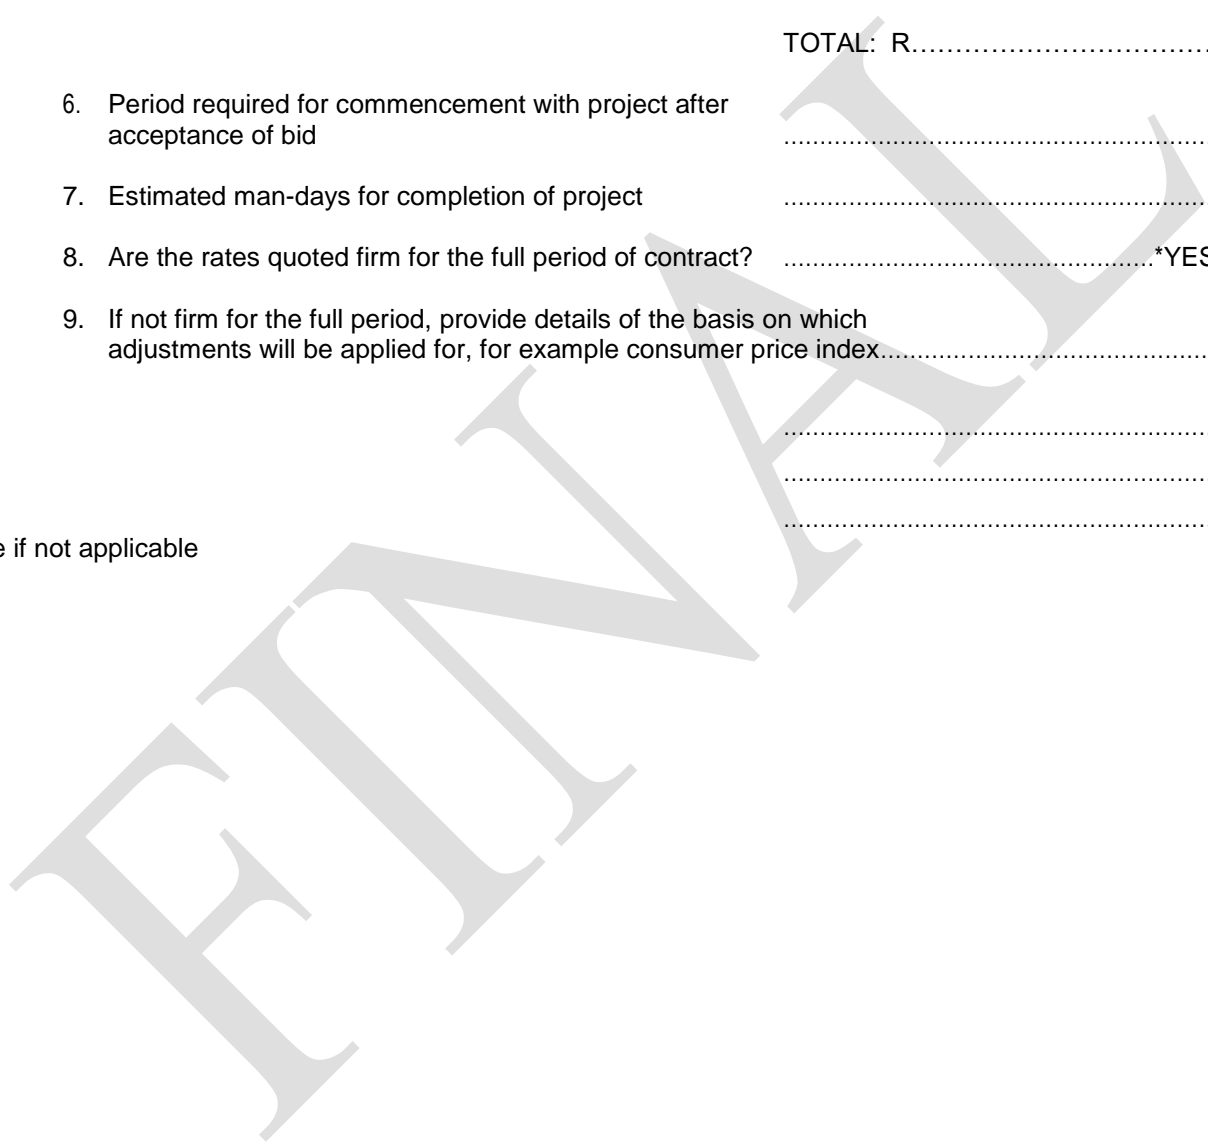 TOTAL: R……………………………
6. Period required for commencement with project after
acceptance of bid ..........................................................
7. Estimated man-days for completion of project ..........................................................
8. Are the rates quoted firm for the full period of contract? ...................................................*YES
9. If not firm for the full period, provide details of the basis on which
adjustments will be applied for, for example consumer price index.............................................
..........................................................
..........................................................
..........................................................
if not applicable
FINAL